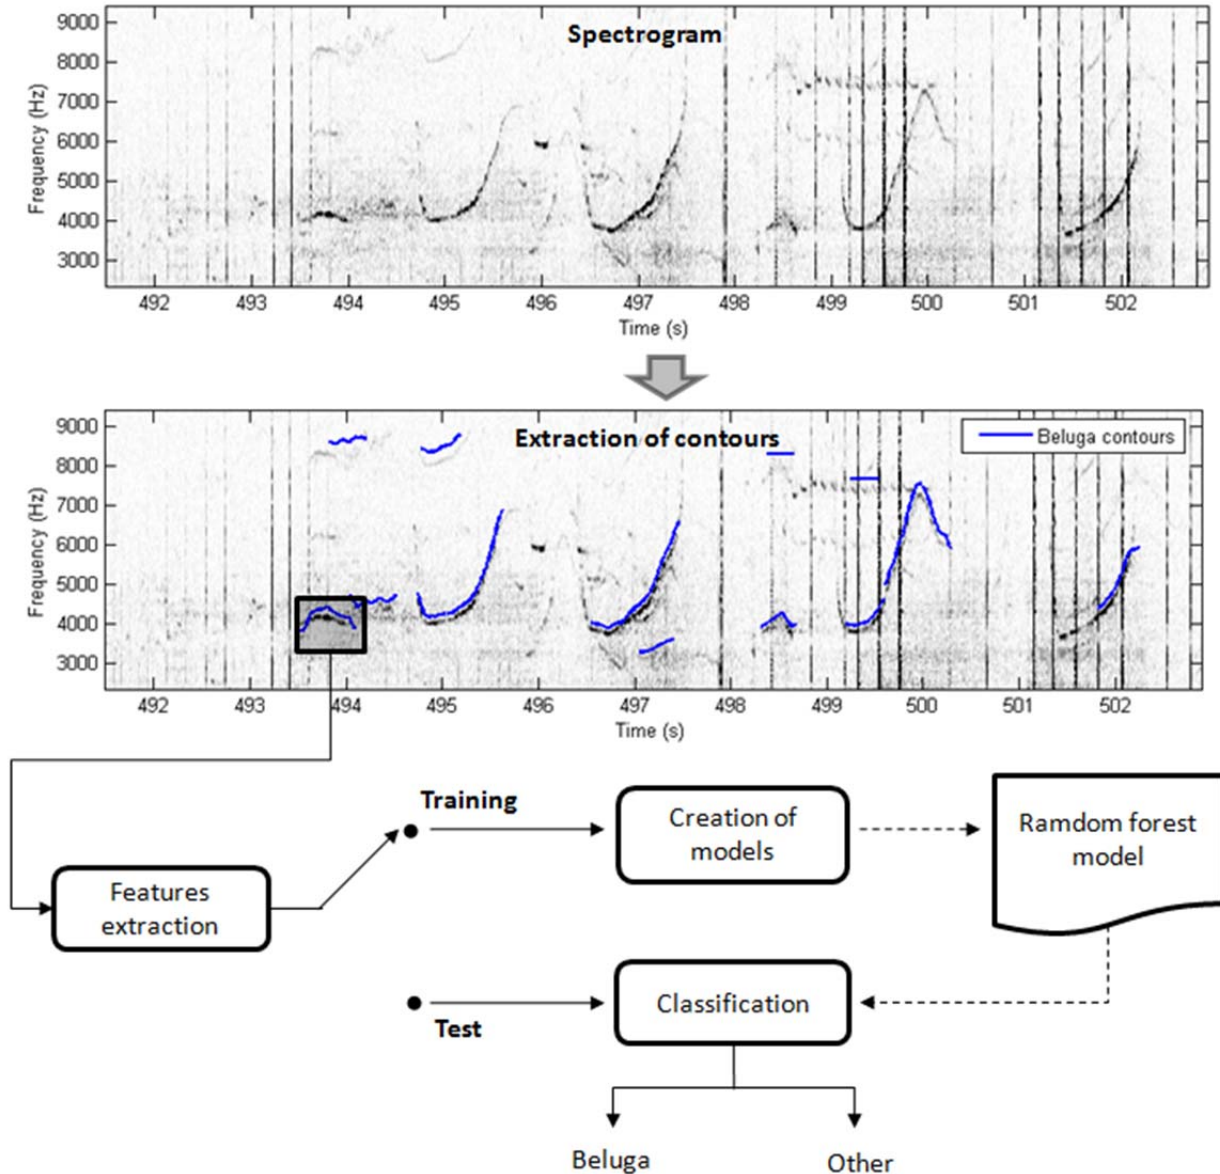 Spectrogram
9000
8000
7000
6000
5000
4000
3000
Frequency (Hz)
492 493 494 495 496 497 498 499 500 501 502
Time (s)
Extraction of contours
Beluga contours
9000
8000
7000
6000
5000
4000
3000
Frequency (Hz)
492 493 494 495 496 497 498 499 500 501 502
Time (s)
Training
Creation of
models
Ramdom forest
model
Features
extraction
Test
Classification
Beluga
Other